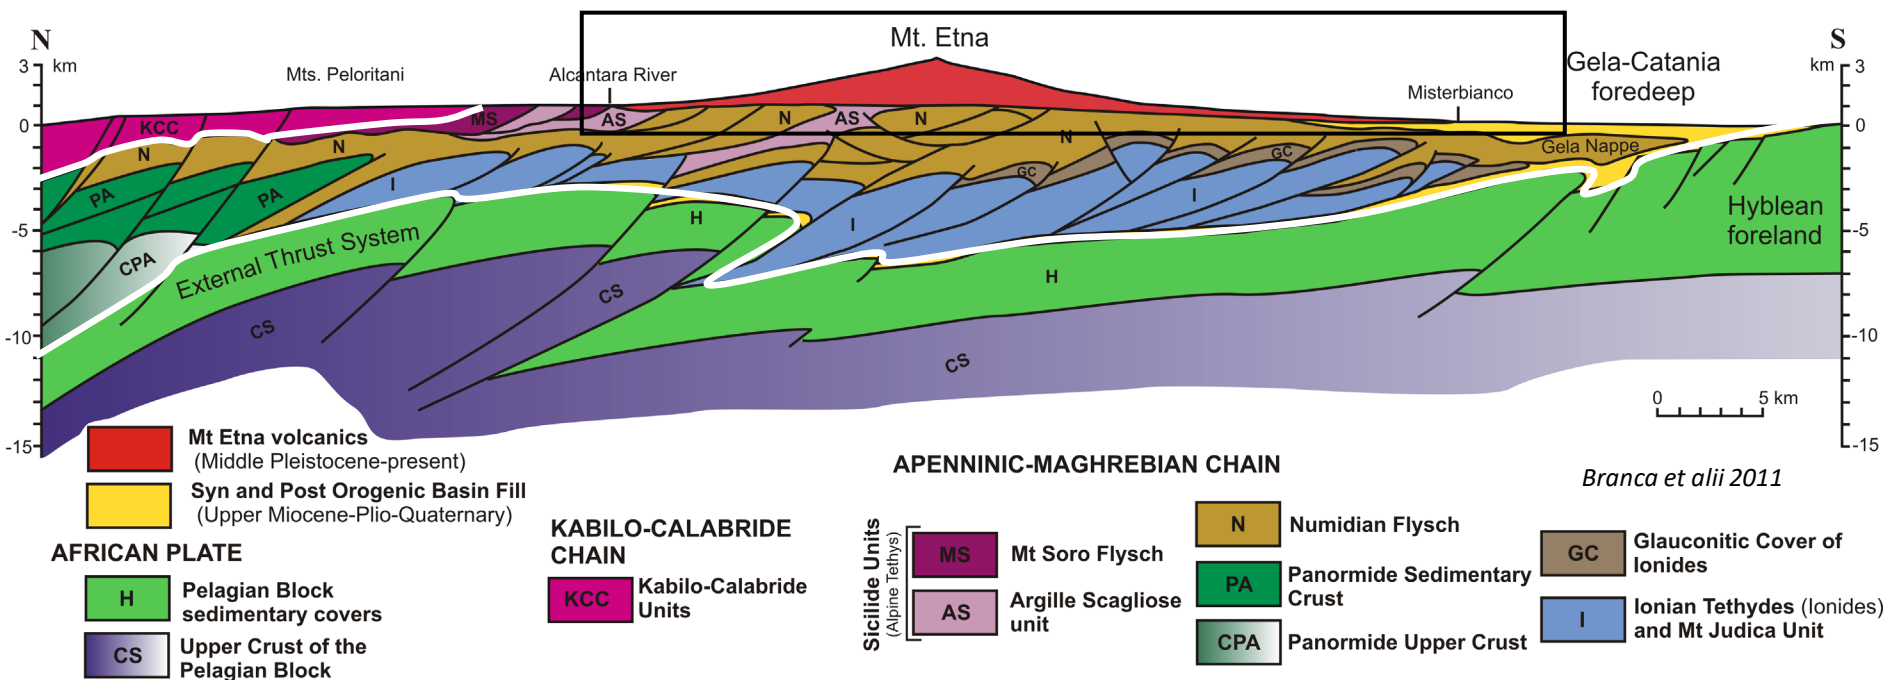 N
Mt. Etna
S
3
km
Mts. Peloritani
Alcantara River
Gela-Catania
foredeep
km
3
Misterbianco
0
KCC
MS
AS
N
AS
N
N
0
N
N
Gela Nappe
GC
GC
PA
PA
I
I
I
H
Hyblean
foreland
-5
-5
CPA
External Thrust System
H
CS
CS
CS
-10
-10
0
5 km
-15
-15
Mt Etna volcanics
(Middle Pleistocene-present)
Syn and Post Orogenic Basin Fill
(Upper Miocene-Plio-Quaternary)
AFRICAN PLATE
H
Pelagian Block
sedimentary covers
CS
Upper Crust of the
Pelagian Block
KABILO-CALABRIDE
CHAIN
KCC
Kabilo-Calabride
Units
APENNINIC-MAGHREBIAN CHAIN
Branca et alii 2011
Sicilide Units
(Alpine Tethys)
MS
Mt Soro Flysch
AS
Argille Scagliose
unit
N
Numidian Flysch
PA
Panormide Sedimentary
Crust
CPA
Panormide Upper Crust
GC
Glauconitic Cover of
Ionides
I
Ionian Tethydes (Ionides)
and Mt Judica Unit